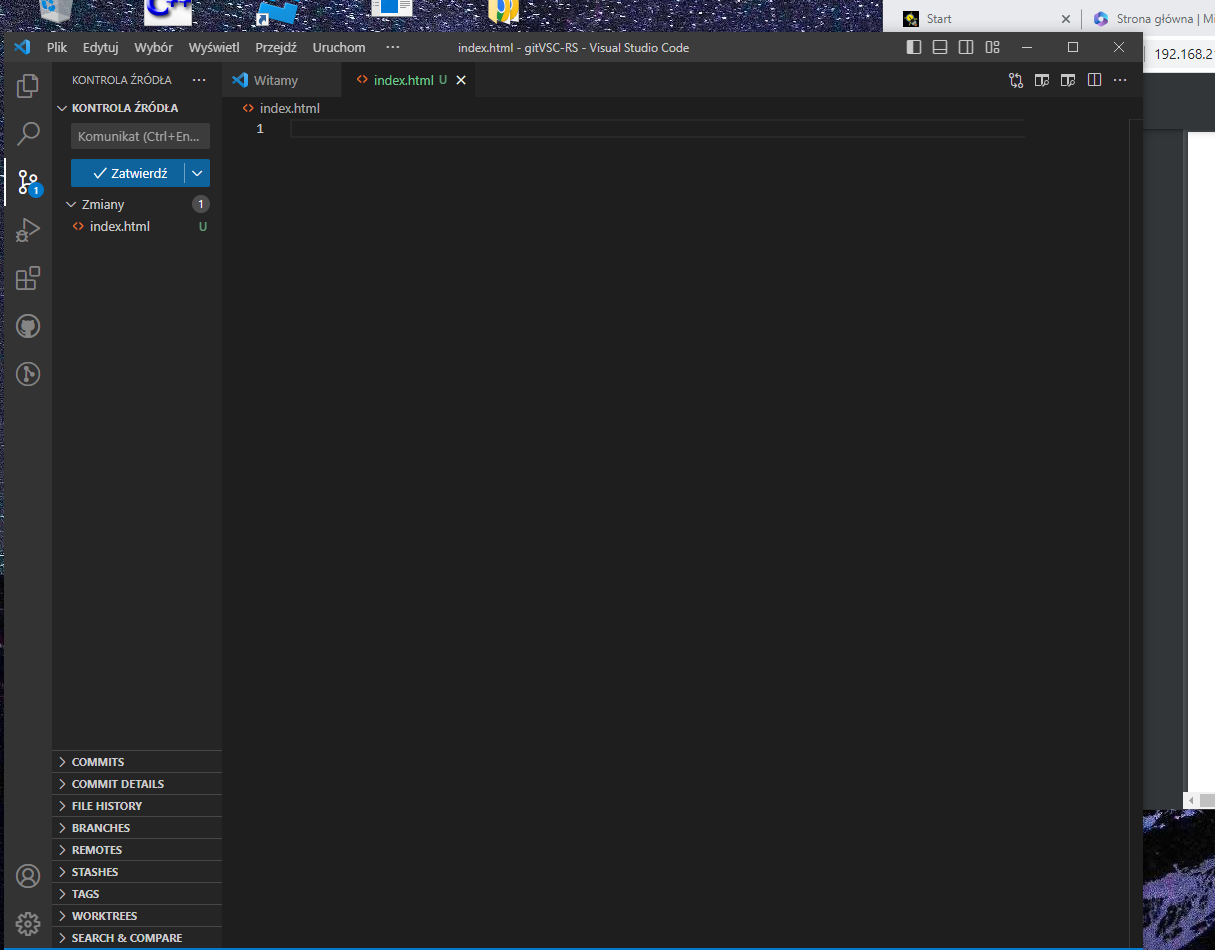 C++
Start
Strona główna | Mi
Plik Edytuj Wybór Wyświetl Przejdź Uruchom ···
index.html - gitVSC-RS - Visual Studio Code
192.168.2
KONTROLA ŹRÓDŁA ···
Witamy
<> index.html U
KONTROLA ŹRÓDŁA
<> index.html
Komunikat (Ctrl+En...
1
Zatwierdź
1
Zmiany 1
<> index.html U
COMMITS
COMMIT DETAILS
FILE HISTORY
BRANCHES
REMOTES
STASHES
TAGS
WORKTREES
SEARCH & COMPARE